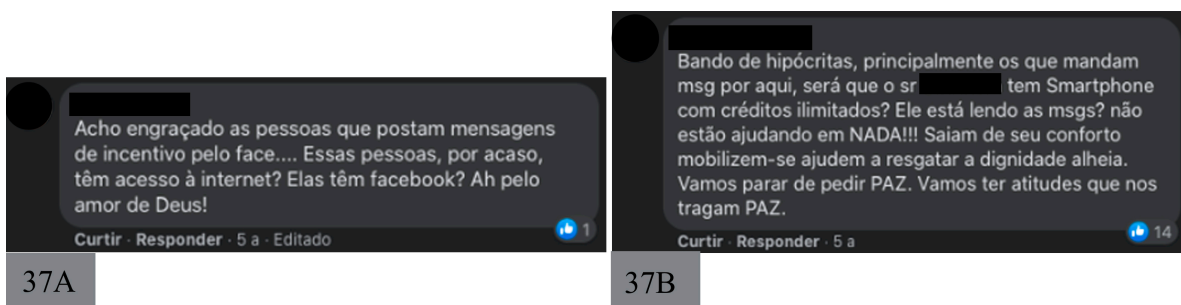 Acho engraçado as pessoas que postam mensagens
de incentivo pelo face.... Essas pessoas, por acaso,
têm acesso à internet? Elas têm facebook? Ah pelo
amor de Deus!
1
Curtir · Responder · 5 a · Editado
37A
Bando de hipócritas, principalmente os que mandam
msg por aqui, será que o sr tem Smartphone
com créditos ilimitados? Ele está lendo as msgs? não
estão ajudando em NADA!!! Saiam de seu conforto
mobilizem-se ajudem a resgatar a dignidade alheia.
Vamos parar de pedir PAZ. Vamos ter atitudes que nos
tragam PAZ.
14
Curtir · Responder · 5 a
37B